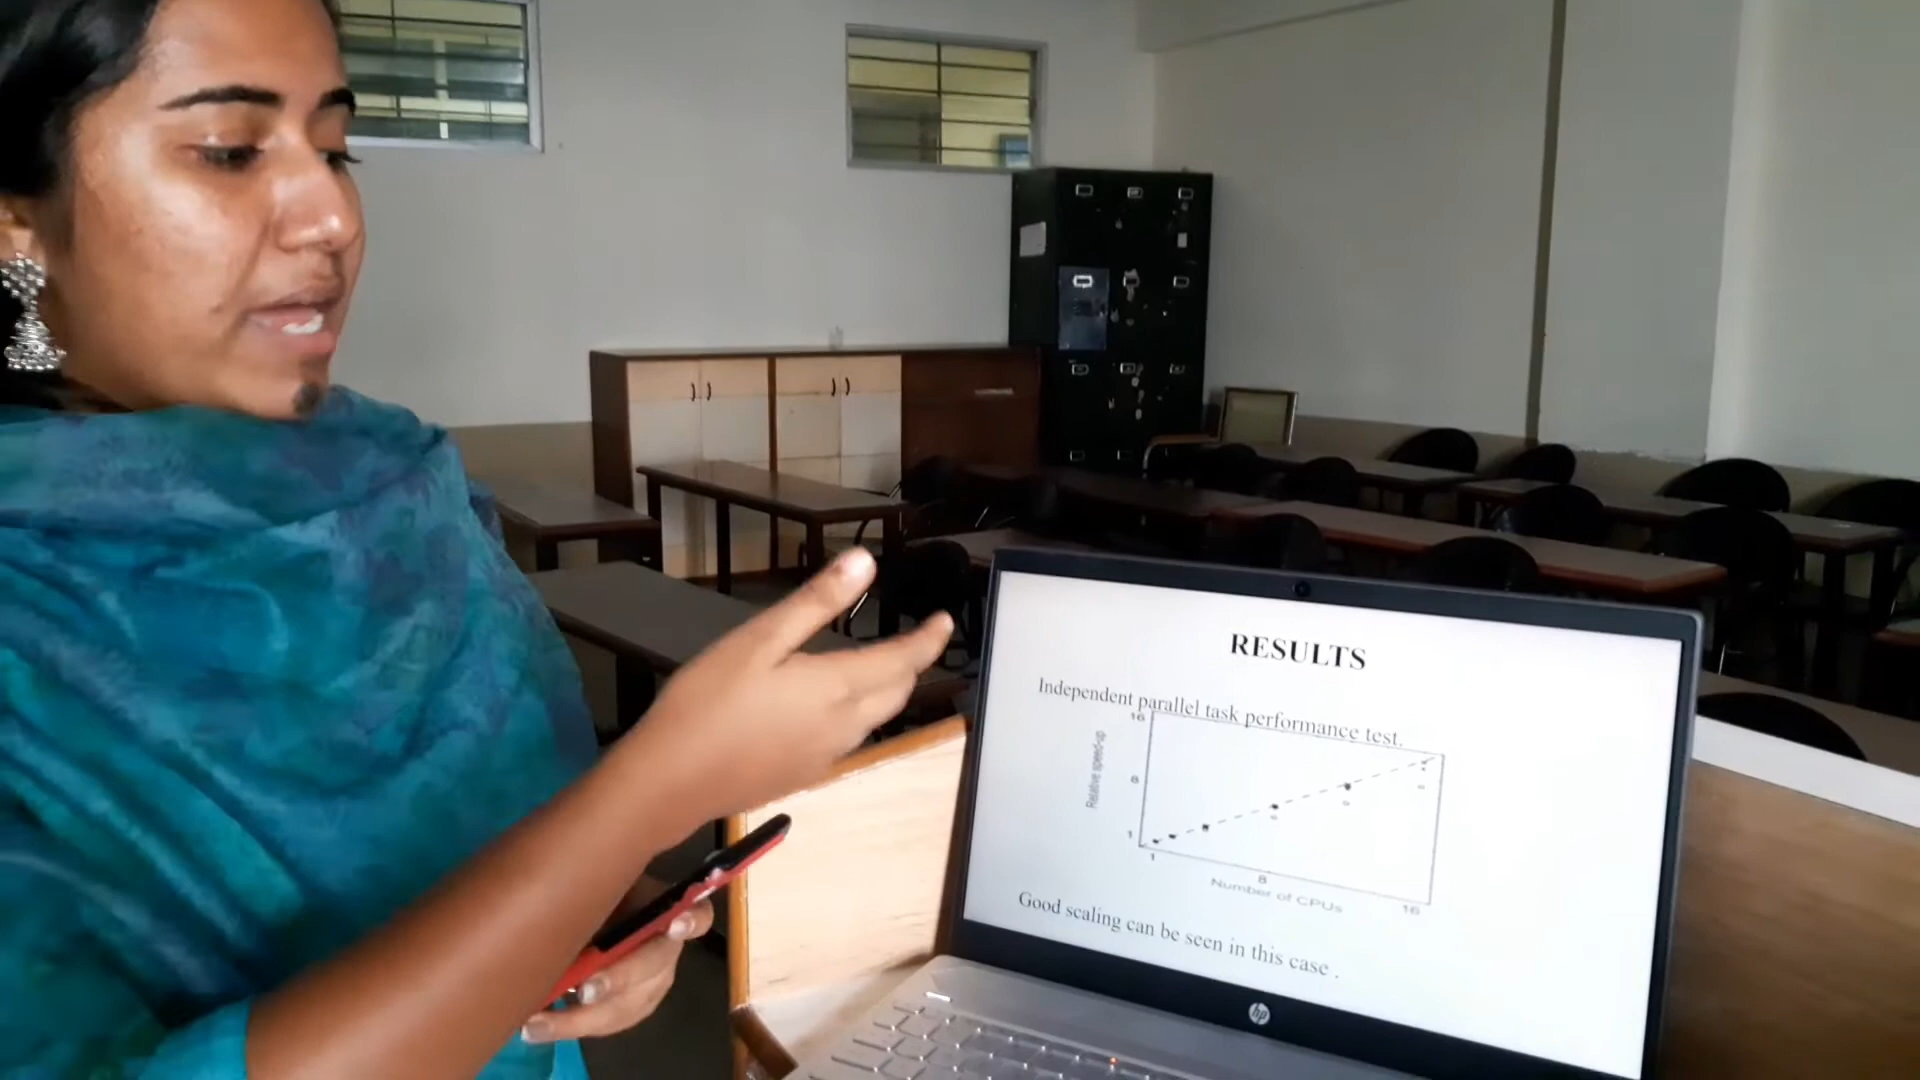 RESULTS
Independent parallel task performance test.
16
Relative speed-up
8
1
1
8
16
Number of CPUs
Good scaling can be seen in this case .
hp